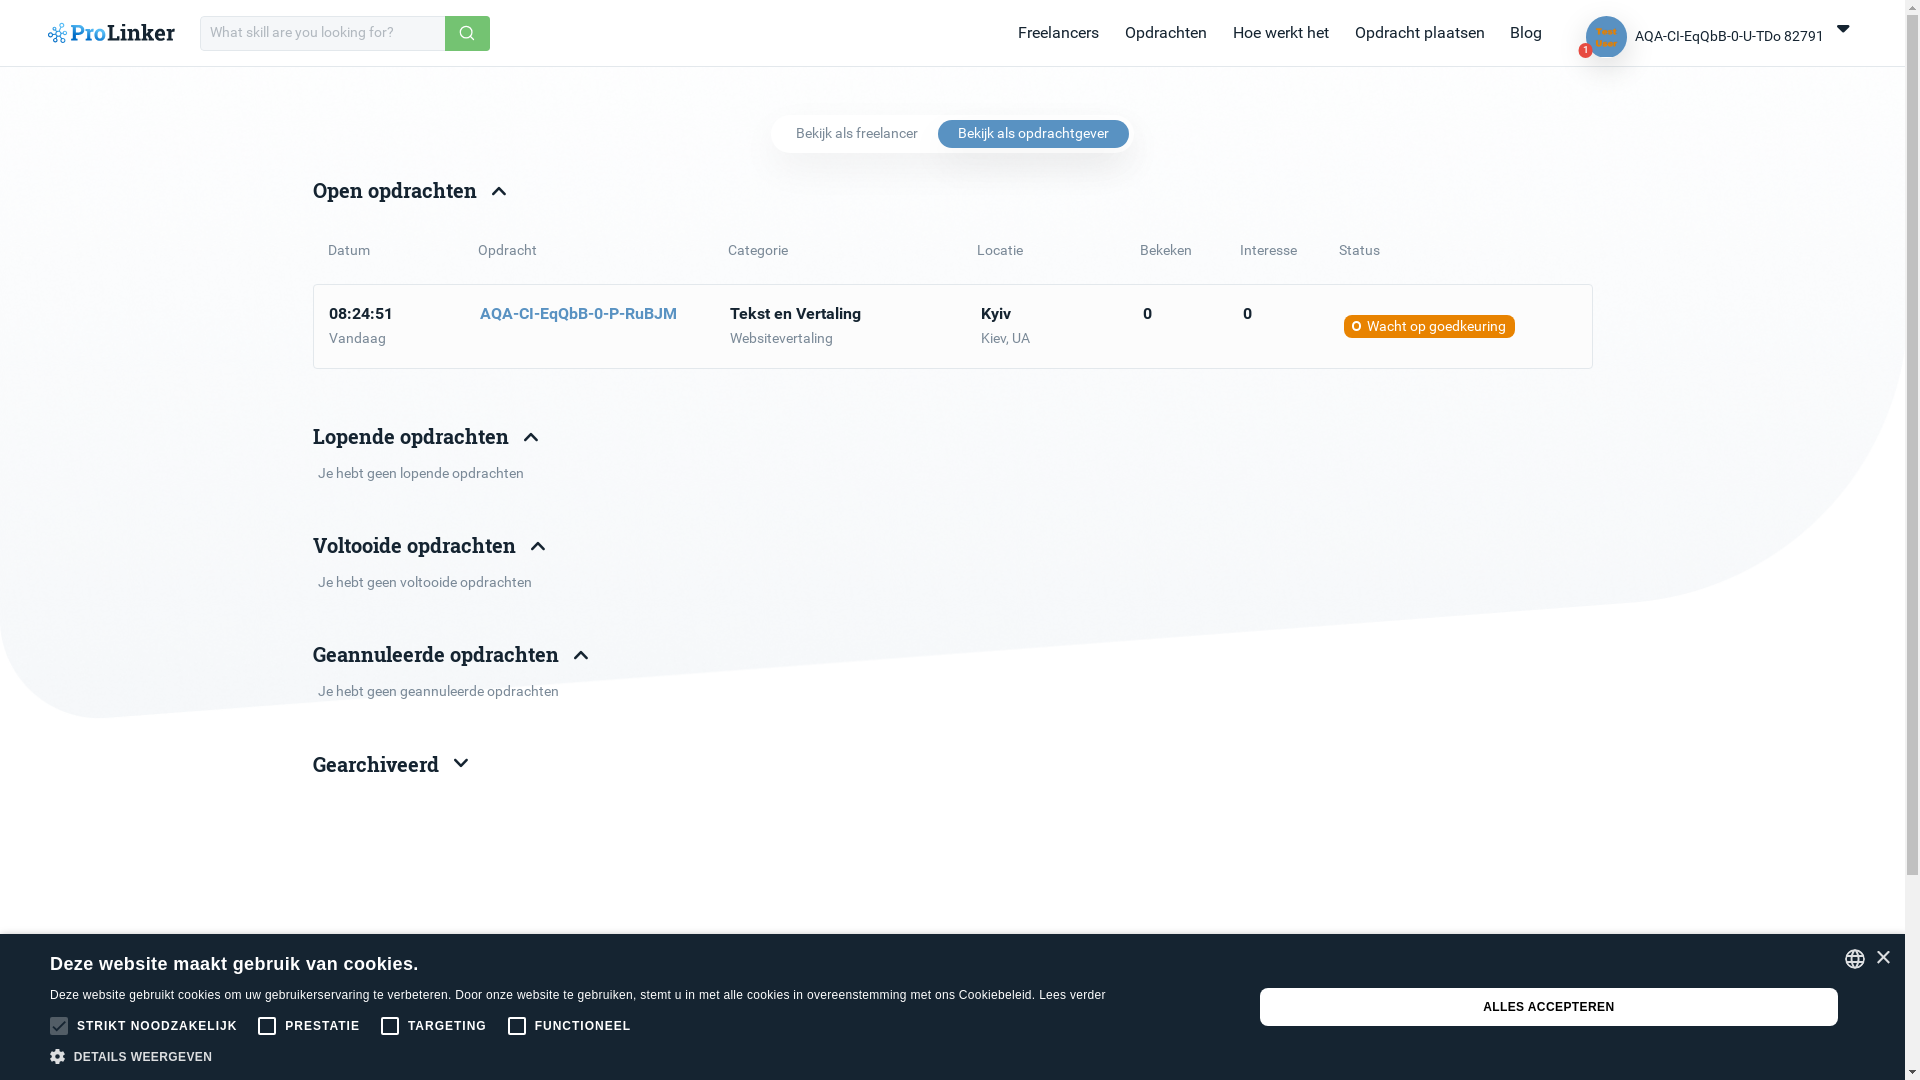 ProLinker
What skill are you looking for?
Freelancers
Opdrachten
Hoe werkt het
Opdracht plaatsen
Blog
1
AQA-CI-EqQbB-0-U-TDo 82791
Bekijk als freelancer
Bekijk als opdrachtgever
Open opdrachten
Datum
Opdracht
Categorie
Locatie
Bekeken
Interesse
Status
08:24:51
AQA-CI-EqQbB-0-P-RuBJM
Tekst en Vertaling
Kyiv
0
0
Wacht op goedkeuring
Vandaag
Websitevertaling
Kiev, UA
Lopende opdrachten
Je hebt geen lopende opdrachten
Voltooide opdrachten
Je hebt geen voltooide opdrachten
Geannuleerde opdrachten
Je hebt geen geannuleerde opdrachten
Gearchiveerd
Deze website maakt gebruik van cookies.
Deze website gebruikt cookies om uw gebruikerservaring te verbeteren. Door onze website te gebruiken, stemt u in met alle cookies in overeenstemming met ons Cookiebeleid. Lees verder
STRIKT NOODZAKELIJK
PRESTATIE
TARGETING
FUNCTIONEEL
DETAILS WEERGEVEN
ALLES ACCEPTEREN